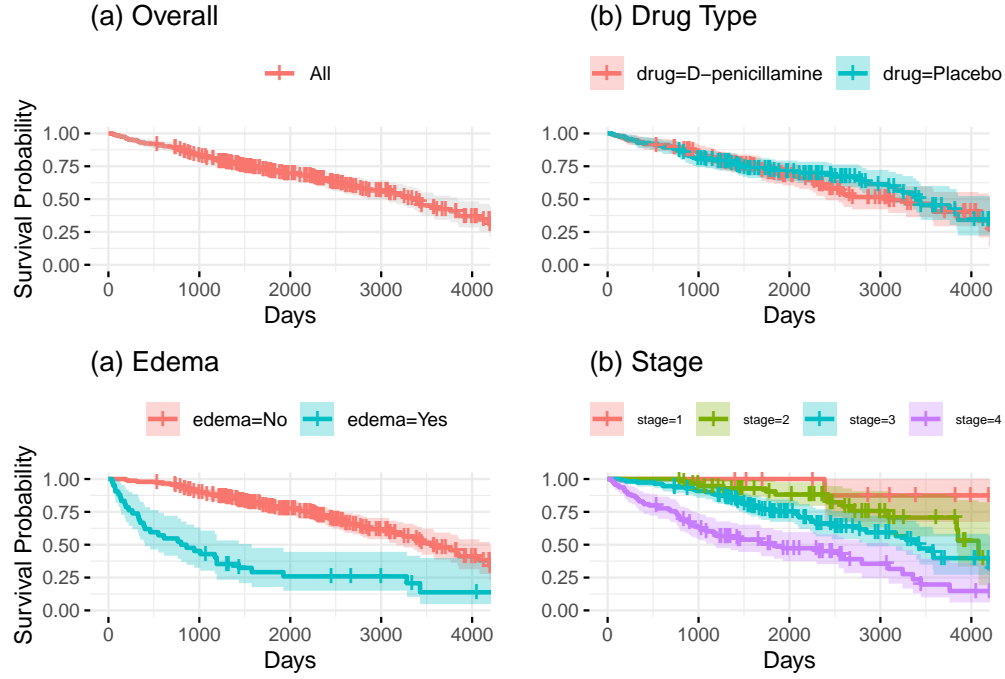 (a) Overall
All
Survival Probability
1.00
0.75
0.50
0.25
0.00
0 1000 2000 3000 4000
Days
(b) Drug Type
drug=D−penicillamine drug=Placebo
1.00
0.75
0.50
0.25
0.00
0 1000 2000 3000 4000
Days
(a) Edema
edema=No edema=Yes
Survival Probability
1.00
0.75
0.50
0.25
0.00
0 1000 2000 3000 4000
Days
(b) Stage
stage=1 stage=2 stage=3 stage=4
1.00
0.75
0.50
0.25
0.00
0 1000 2000 3000 4000
Days